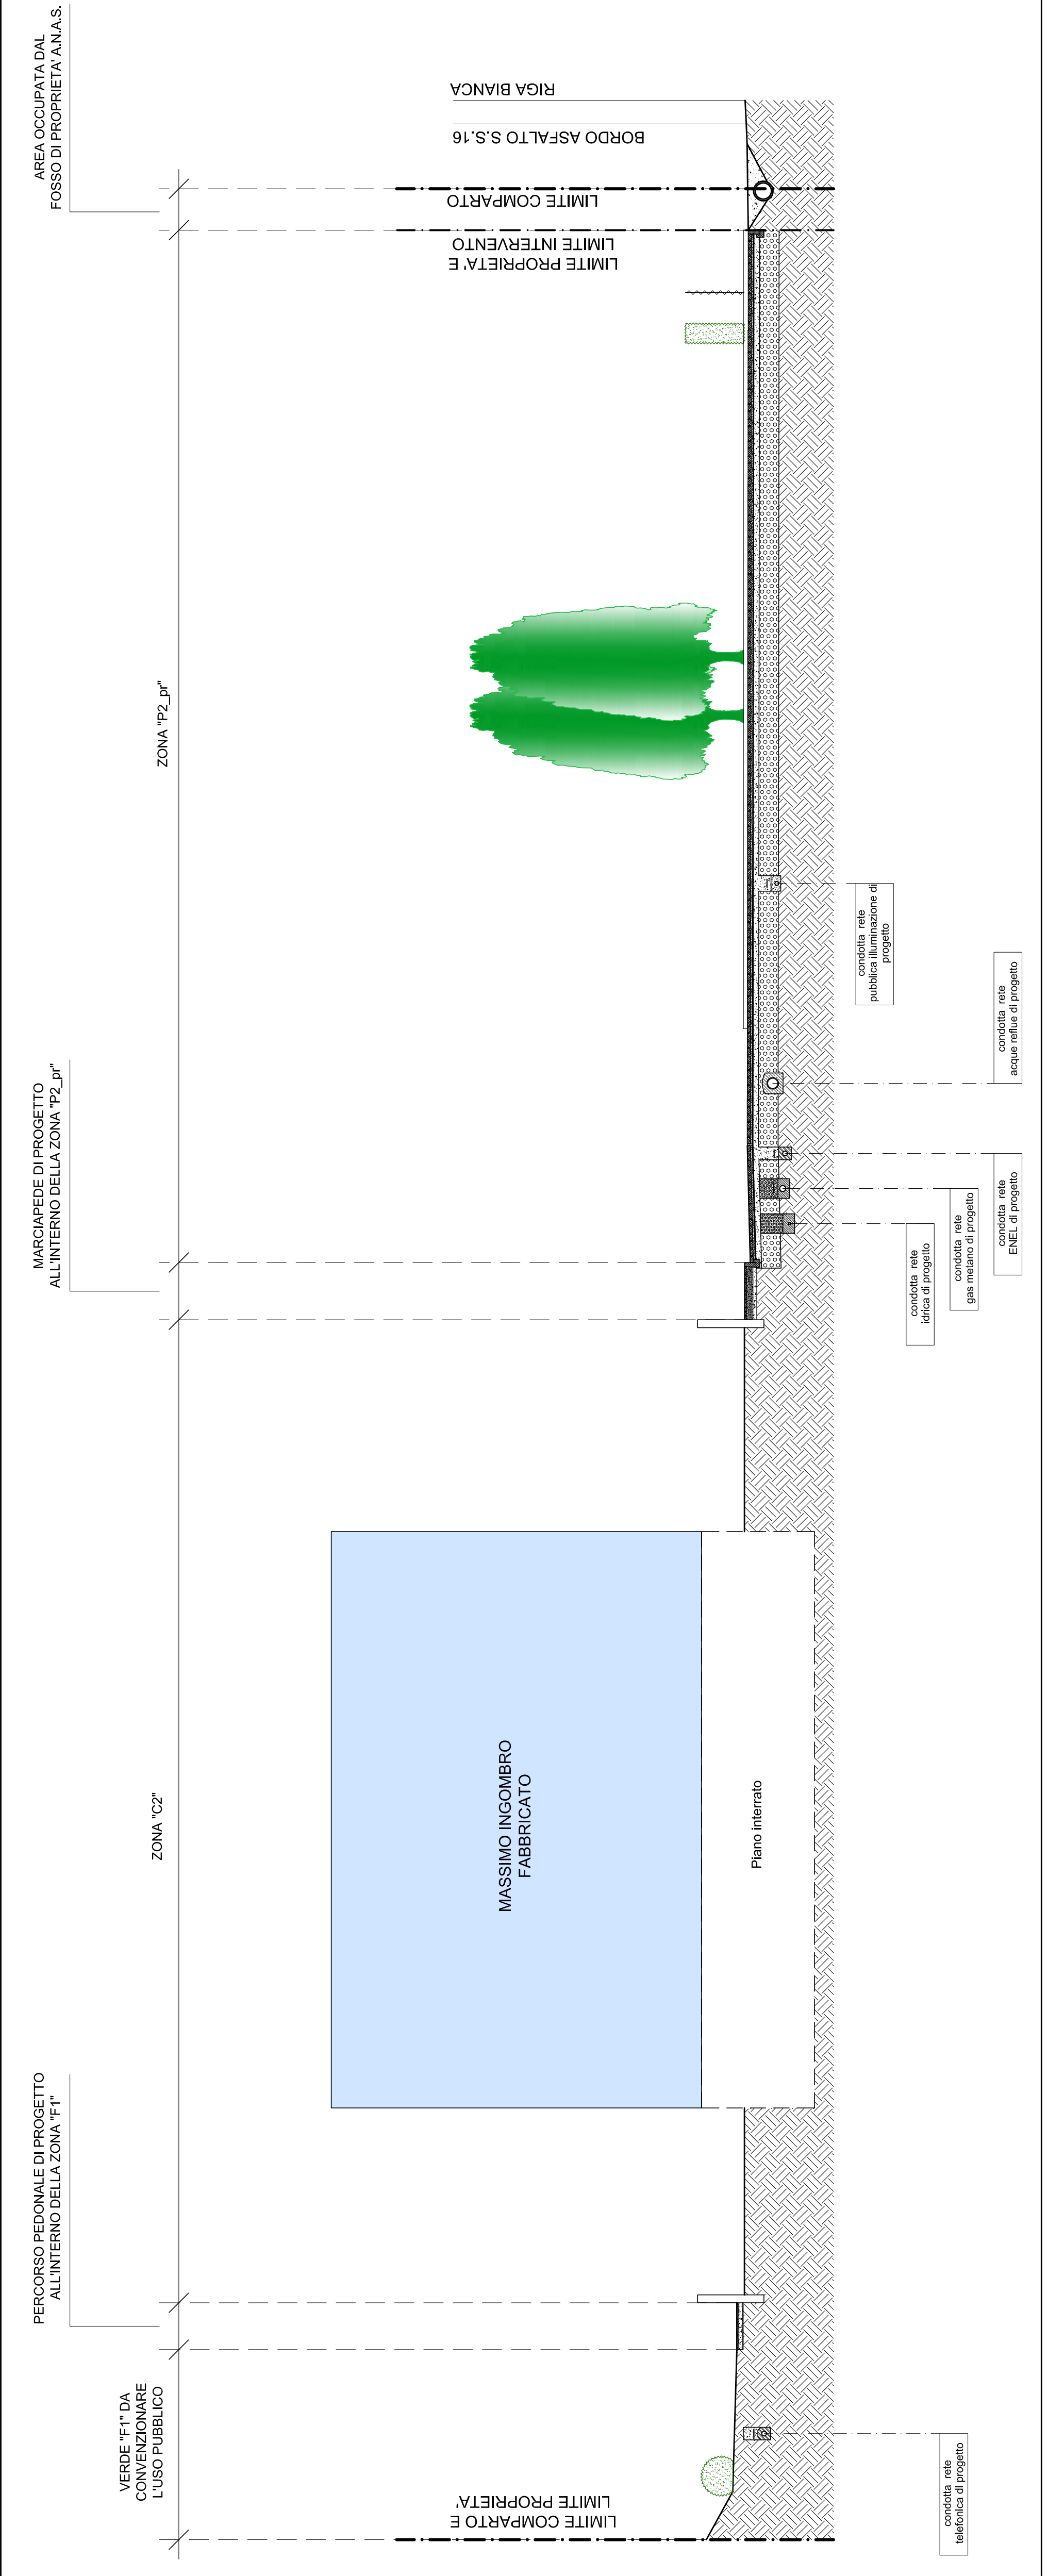 VERDE "F1" DA
CONVENZIONARE
L'USO PUBBLICO
PERCORSO PEDONALE DI PROGETTO
ALL'INTERNO DELLA ZONA "F1"
ZONA "C2"
MARCIAPEDE DI PROGETTO
ALL'INTERNO DELLA ZONA "P2_pr"
ZONA "P2_pr"
AREA OCCUPATA DAL
FOSSO DI PROPRIETA' A.N.A.S.
LIMITE COMPARTO E
LIMITE PROPRIETA'
MASSIMO INGOMBRO
FABBRICATO
Piano interrato
LIMITE PROPRIETA' E
LIMITE INTERVENTO
LIMITE COMPARTO
BORDO ASFALTO S.S.16
RIGA BIANCA
condotta rete
telefonica di progetto
condotta rete
idrica di progetto
condotta rete
gas metano di progetto
condotta rete
ENEL di progetto
condotta rete
acque reflue di progetto
condotta rete
pubblica illuminazione di
progetto